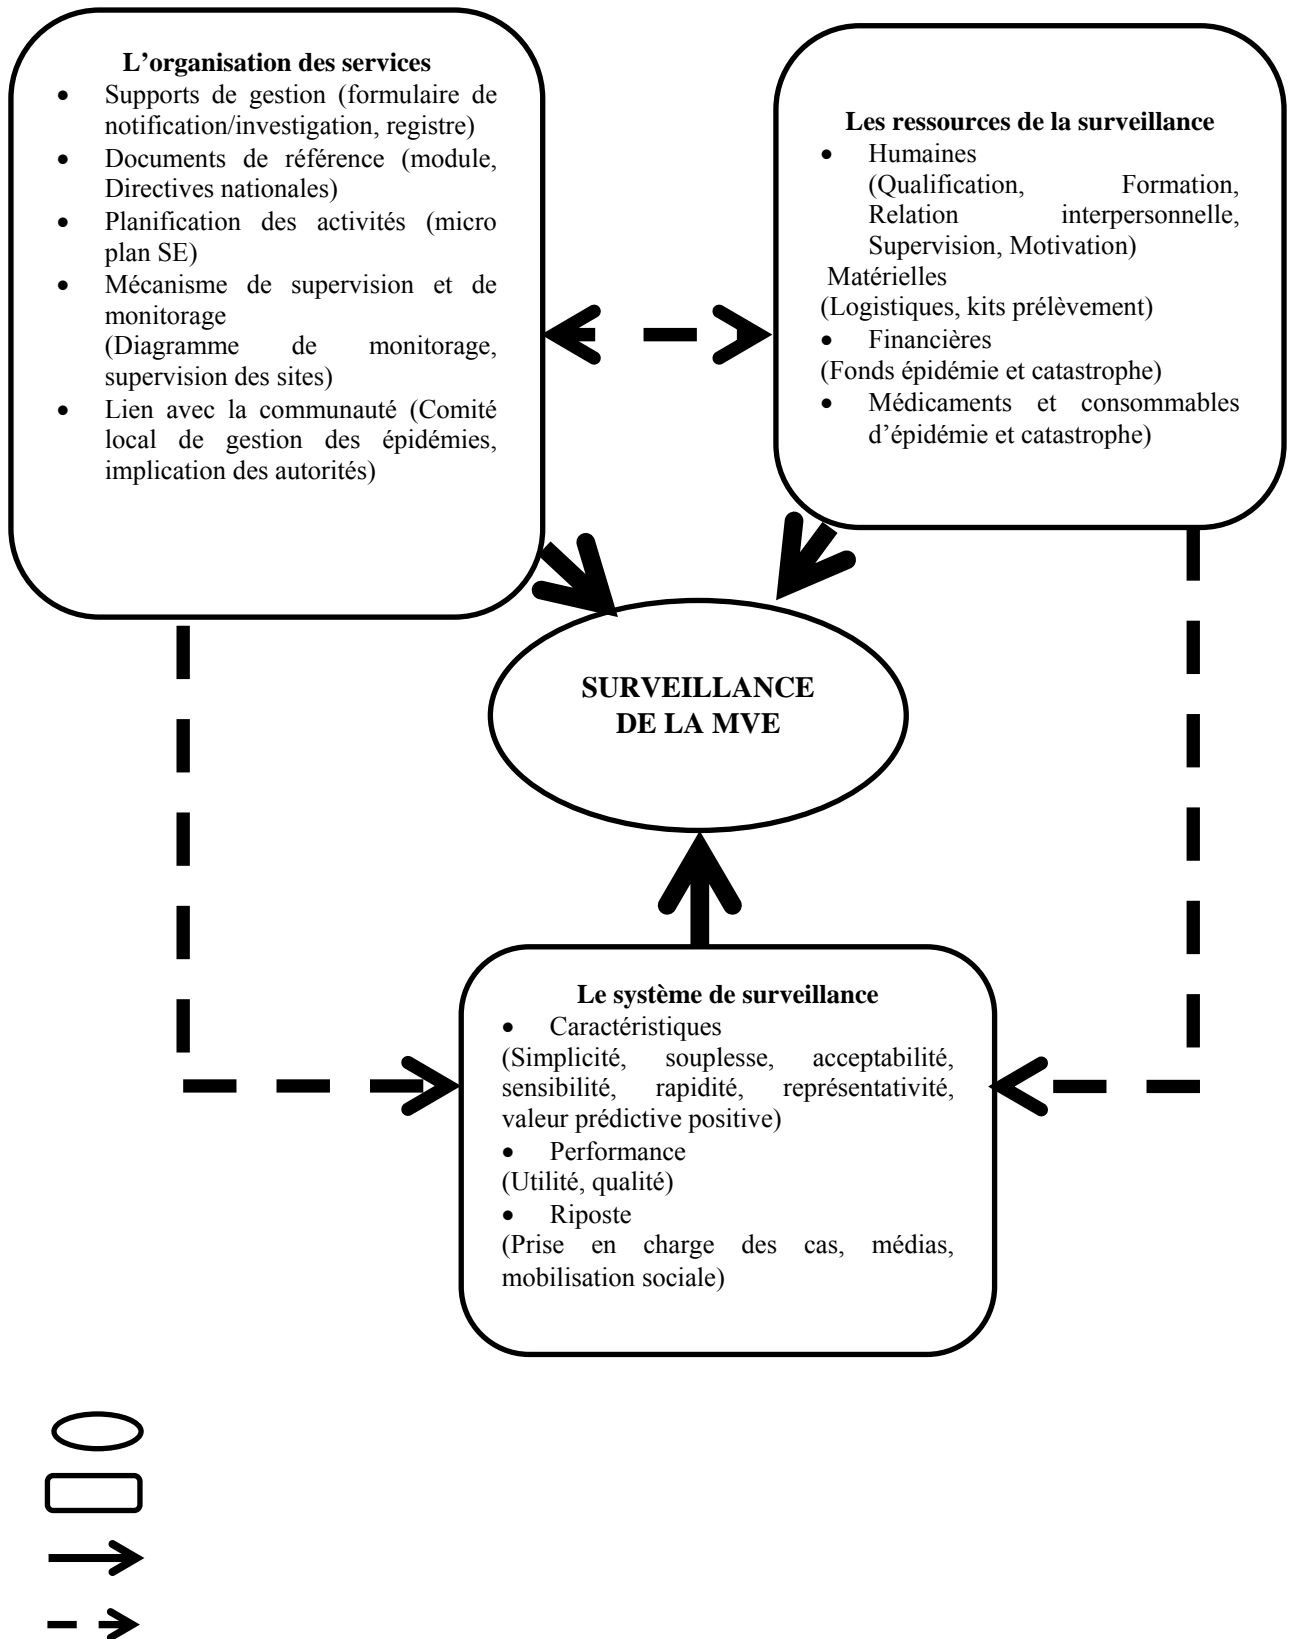 L’organisation des services
• Supports de gestion (formulaire de
notification/investigation, registre)
• Documents de référence (module,
Directives nationales)
• Planification des activités (micro
plan SE)
• Mécanisme de supervision et de
monitorage
(Diagramme de monitorage,
supervision des sites)
• Lien avec la communauté (Comité
local de gestion des épidémies,
implication des autorités)
Les ressources de la surveillance
• Humaines
(Qualification, Formation,
Relation interpersonnelle,
Supervision, Motivation)
Matérielles
(Logistiques, kits prélèvement)
• Financières
(Fonds épidémie et catastrophe)
• Médicaments et consommables
d’épidémie et catastrophe)
SURVEILLANCE
DE LA MVE
Le système de surveillance
• Caractéristiques
(Simplicité, souplesse, acceptabilité,
sensibilité, rapidité, représentativité,
valeur prédictive positive)
• Performance
(Utilité, qualité)
• Riposte
(Prise en charge des cas, médias,
mobilisation sociale)